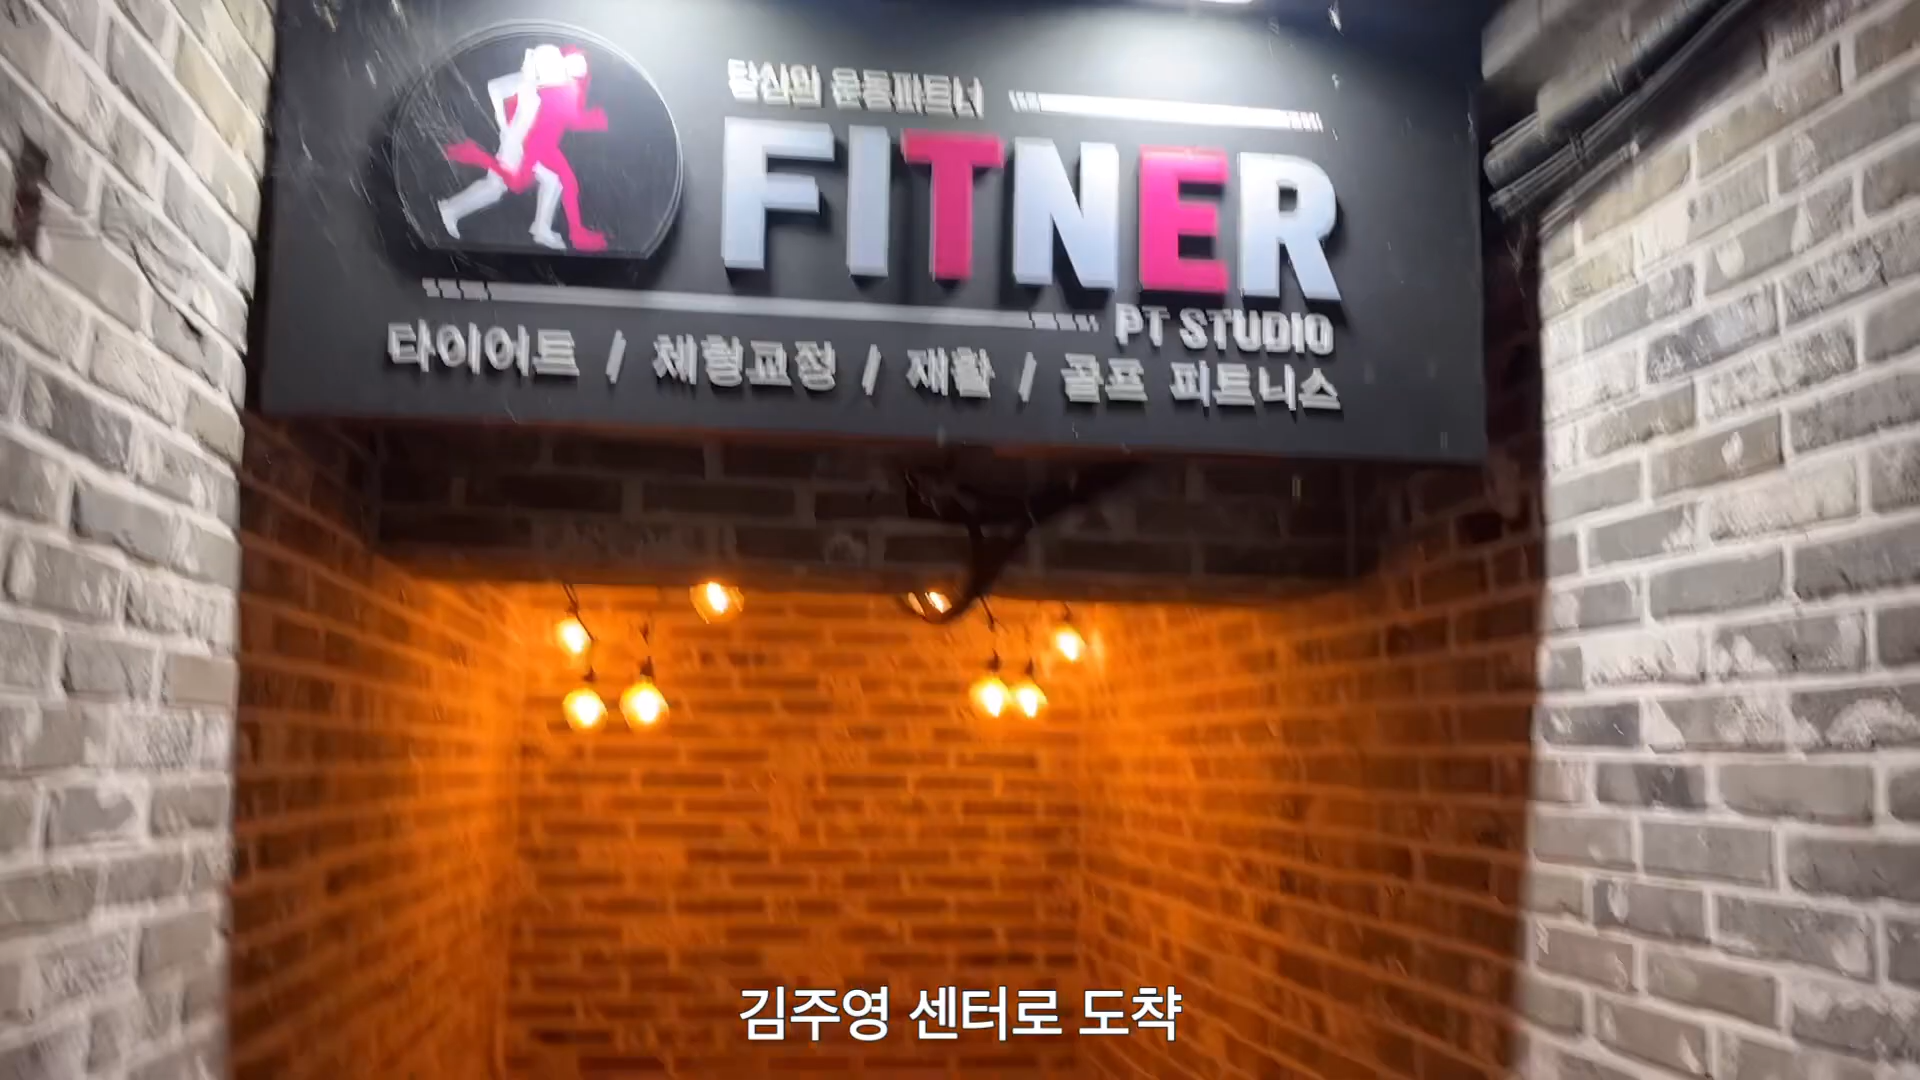 당신의 운동파트너
FITNER
PT STUDIO
타이어트 / 체형교정 / 재활 / 골프 피트니스
김주영 센터로 도착